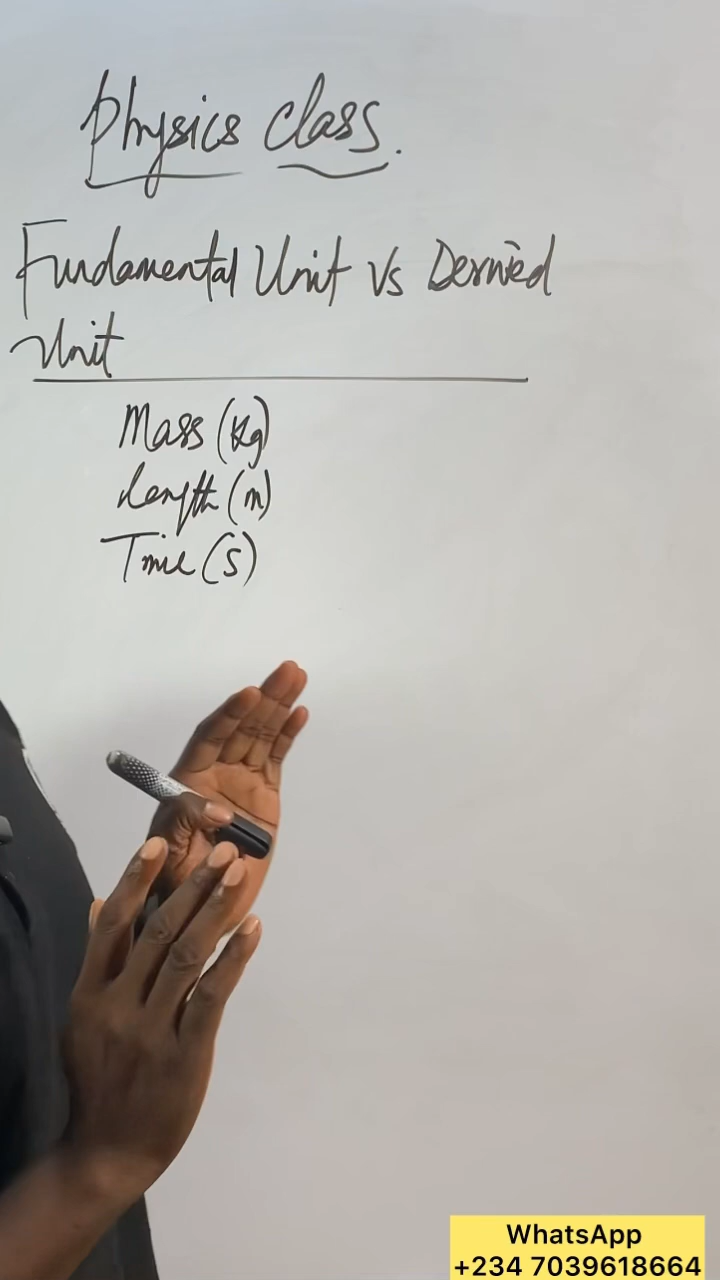 Physics class.
Fundamental Unit Vs Derived
Unit
Mass (Kg)
Length (m)
Time (s)
WhatsApp
+234 7039618664